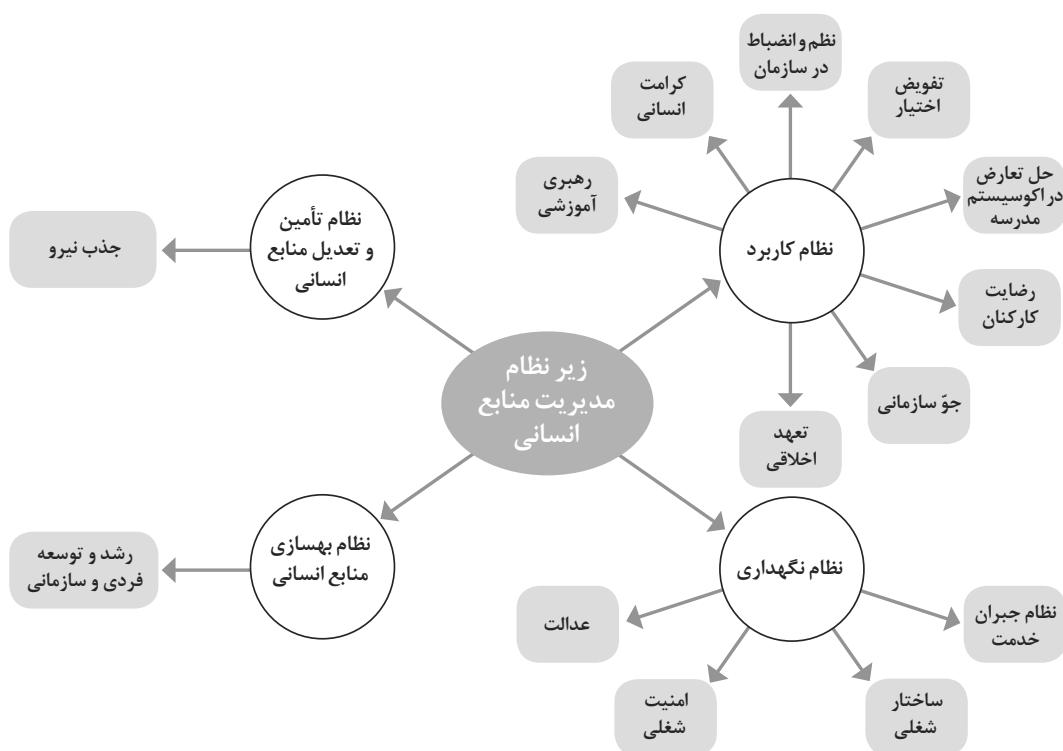 زیر نظام
مدیریت منابع
انسانی
نظام کاربرد
نظم و انضباط
در سازمان
تفویض
اختیار
حل تعارض
در اکوسیستم
مدرسه
رضایت
کارکنان
جوّ سازمانی
تعهد
اخلاقی
رهبری
آموزشی
کرامت
انسانی
نظام تأمین
و تعدیل منابع
انسانی
جذب نیرو
نظام بهسازی
منابع انسانی
رشد و توسعه
فردی و سازمانی
نظام نگهداری
نظام جبران
خدمت
ساختار
شغلی
امنیت
شغلی
عدالت